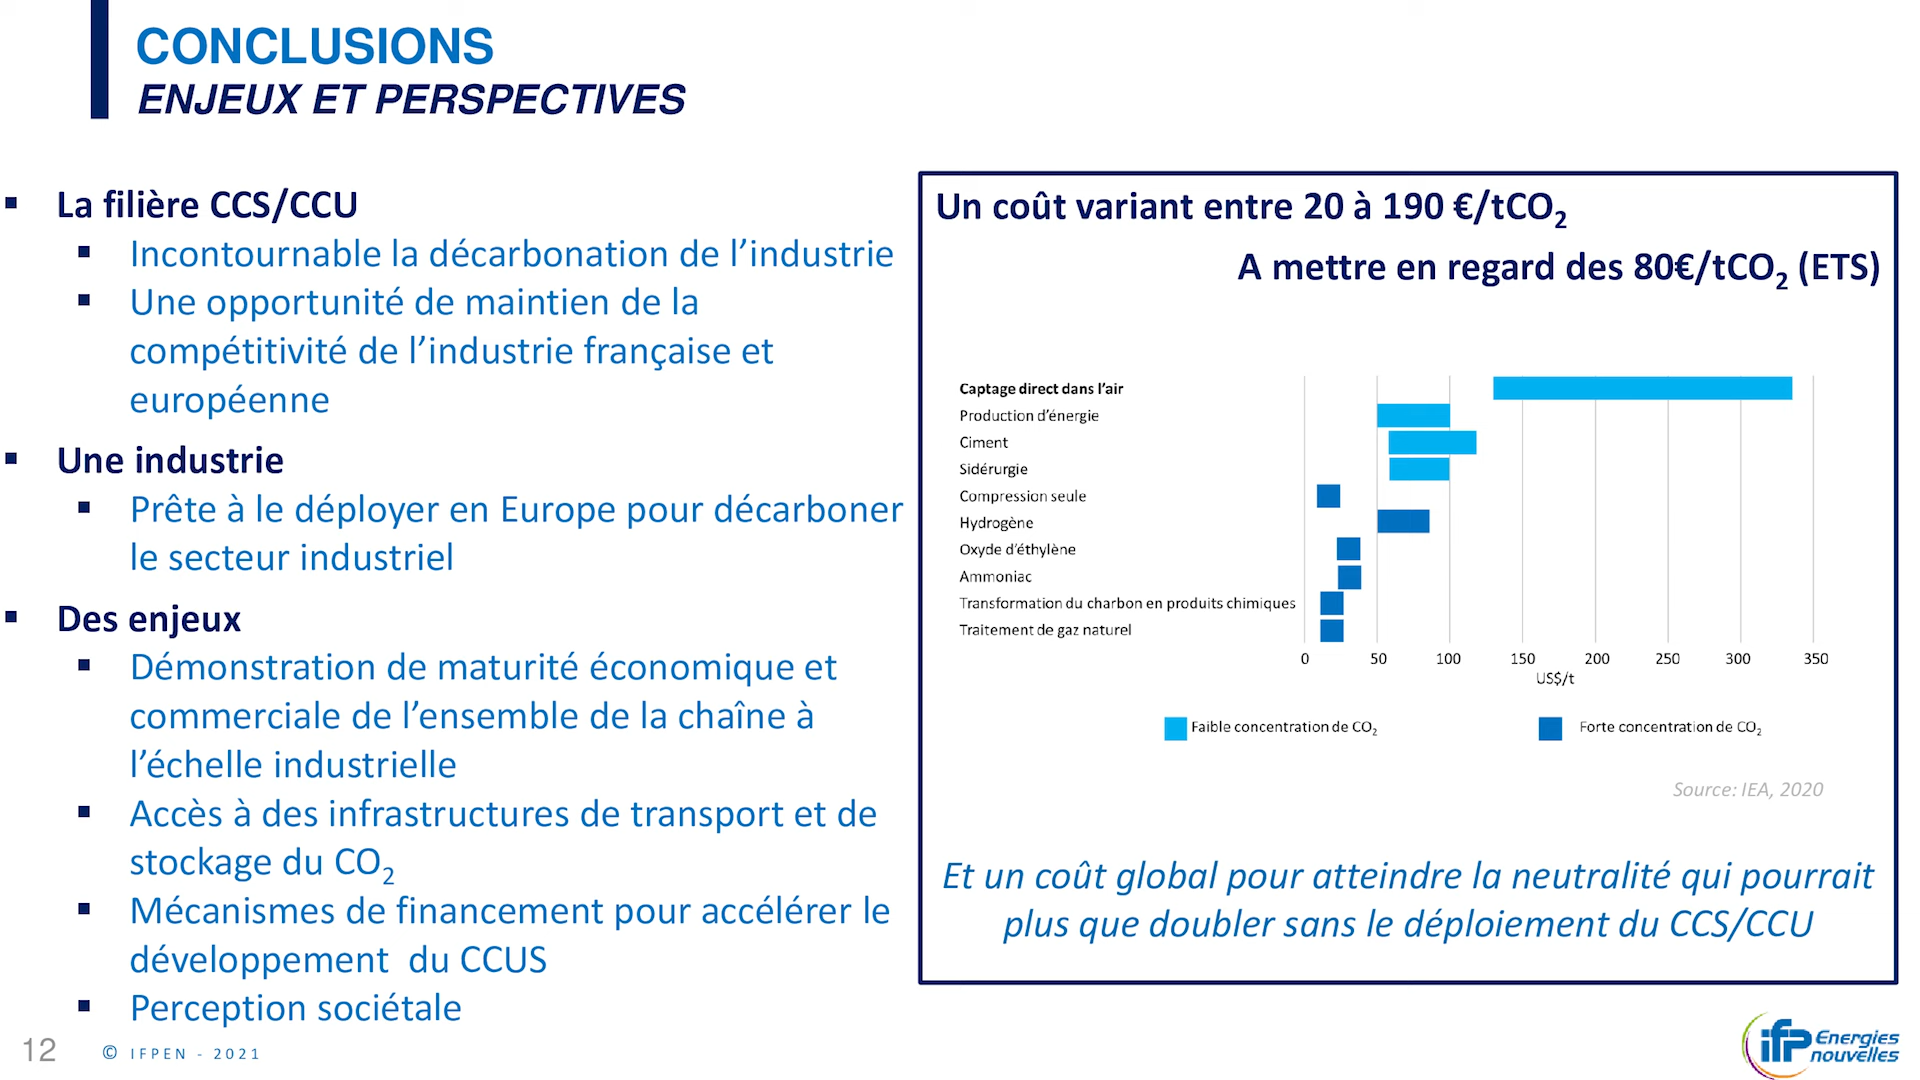 CONCLUSIONS
ENJEUX ET PERSPECTIVES
▪ La filière CCS/CCU
▪ Incontournable la décarbonation de l’industrie
▪ Une opportunité de maintien de la
compétitivité de l’industrie française et
européenne
▪ Une industrie
▪ Prête à le déployer en Europe pour décarboner
le secteur industriel
▪ Des enjeux
▪ Démonstration de maturité économique et
commerciale de l’ensemble de la chaîne à
l’échelle industrielle
▪ Accès à des infrastructures de transport et de
stockage du CO₂
▪ Mécanismes de financement pour accélérer le
développement du CCUS
▪ Perception sociétale
Un coût variant entre 20 à 190 €/tCO₂
A mettre en regard des 80€/tCO₂ (ETS)
Captage direct dans l’air
Production d’énergie
Ciment
Sidérurgie
Compression seule
Hydrogène
Oxyde d’éthylène
Ammoniac
Transformation du charbon en produits chimiques
Traitement de gaz naturel
0 50 100 150 200 250 300 350
US$/t
Faible concentration de CO₂ Forte concentration de CO₂
Source: IEA, 2020
Et un coût global pour atteindre la neutralité qui pourrait
plus que doubler sans le déploiement du CCS/CCU
12 © IFPEN - 2021
ifp Energies
nouvelles